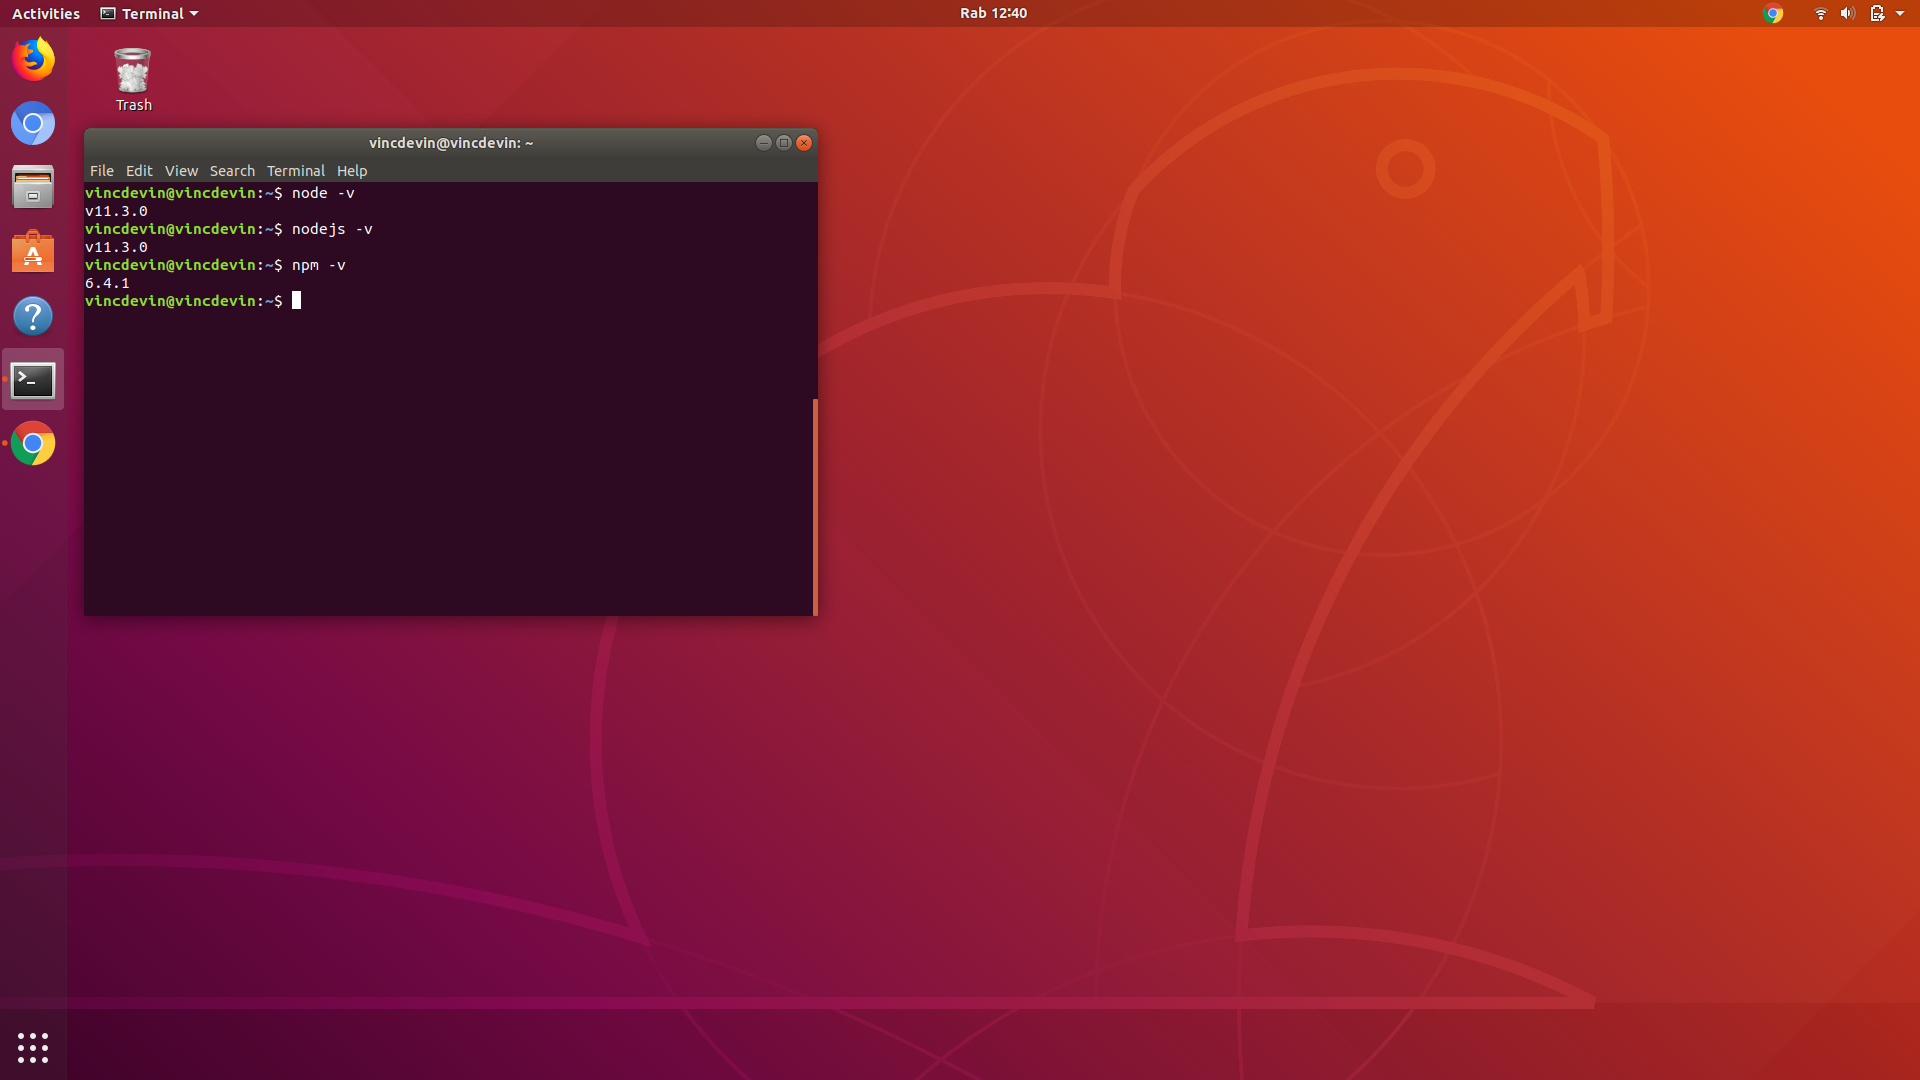 Activities
Terminal
Rab 12:40
Trash
vincdevin@vincdevin: ~
File Edit View Search Terminal Help
vincdevin@vincdevin:~$ node -v
v11.3.0
vincdevin@vincdevin:~$ nodejs -v
v11.3.0
vincdevin@vincdevin:~$ npm -v
6.4.1
vincdevin@vincdevin:~$